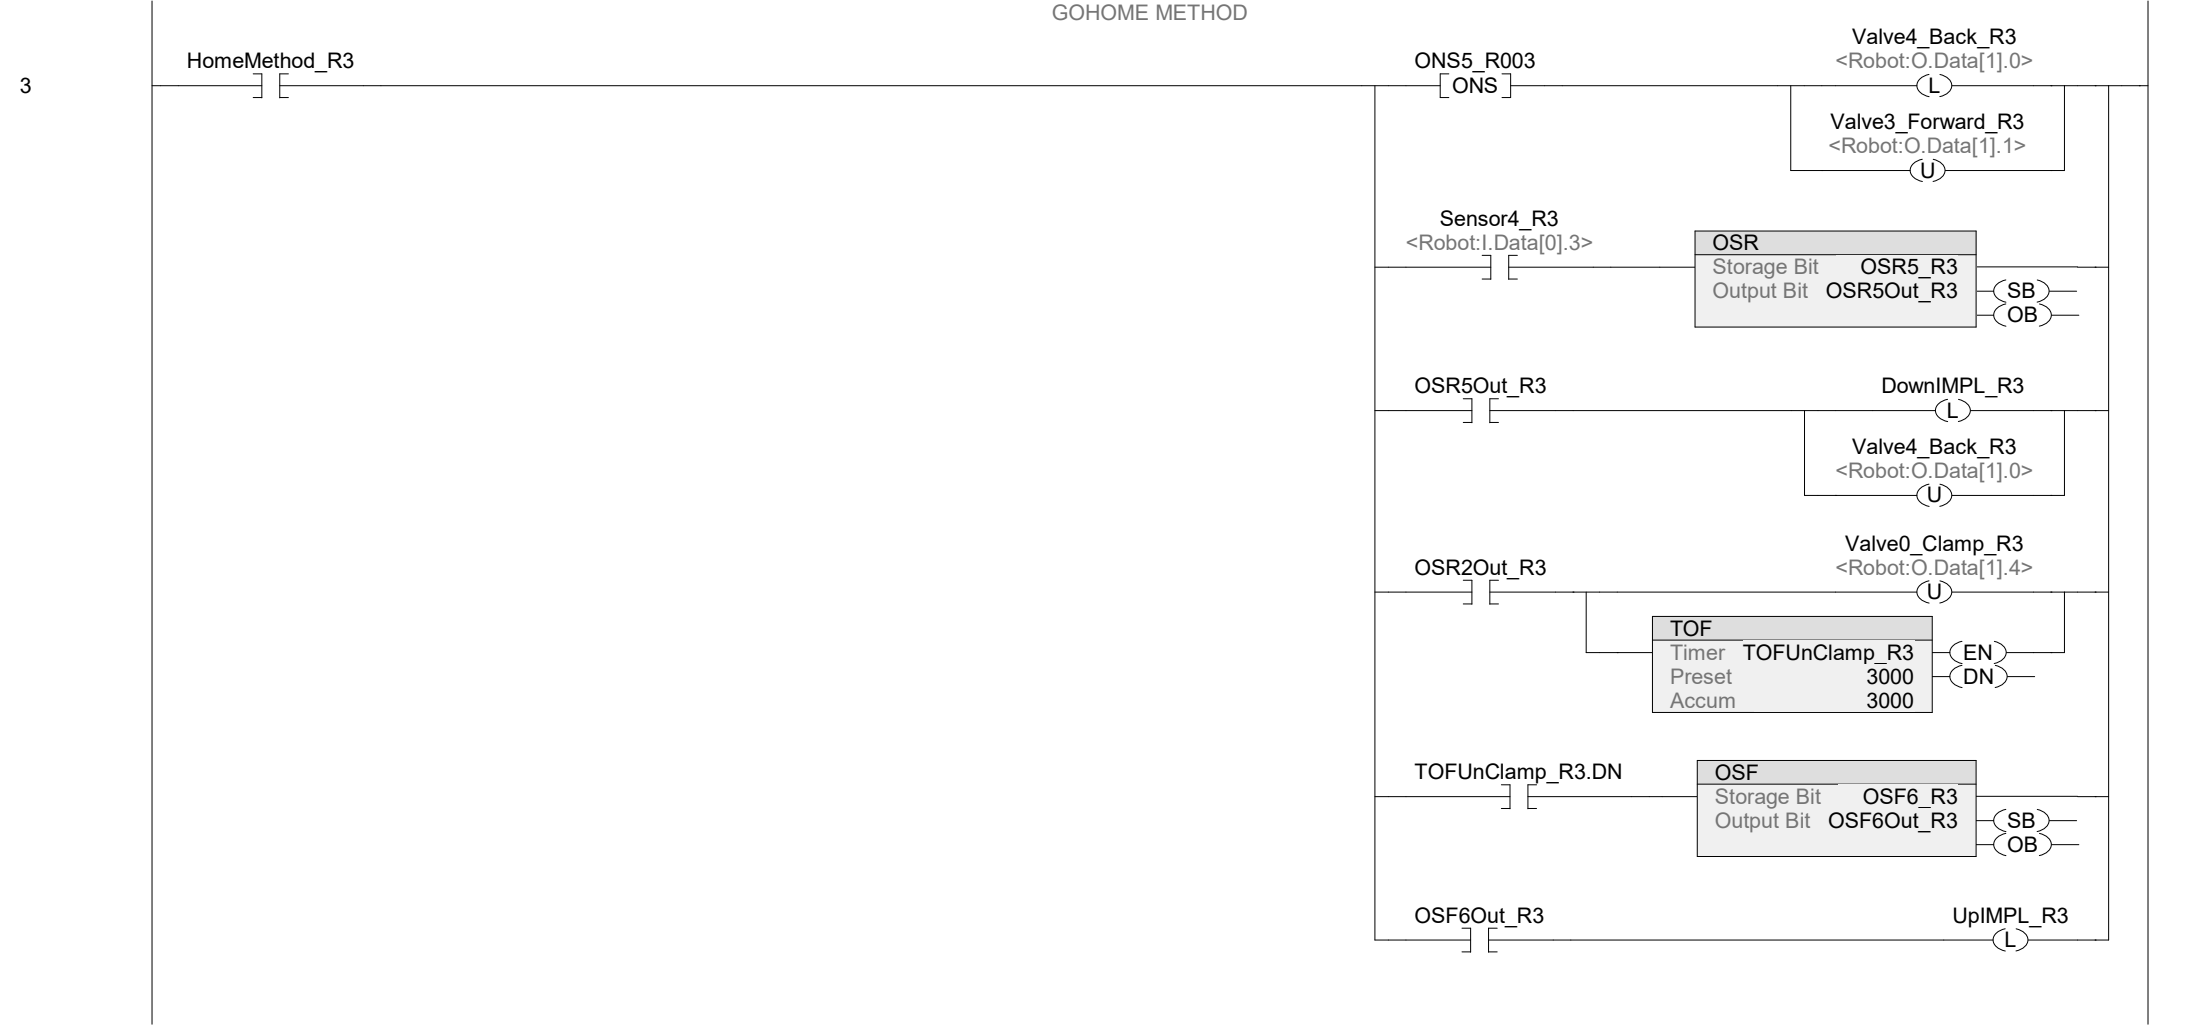 GOHOME METHOD
3
HomeMethod_R3
ONS5_R003
ONS
Valve4_Back_R3
<Robot:O.Data[1].0>
L
Valve3_Forward_R3
<Robot:O.Data[1].1>
U
Sensor4_R3
<Robot:I.Data[0].3>
OSR
Storage Bit OSR5_R3
Output Bit OSR5Out_R3
SB
OB
OSR5Out_R3
DownIMPL_R3
L
Valve4_Back_R3
<Robot:O.Data[1].0>
U
OSR2Out_R3
Valve0_Clamp_R3
<Robot:O.Data[1].4>
U
TOF
Timer TOFUnClamp_R3
Preset 3000
Accum 3000
EN
DN
TOFUnClamp_R3.DN
OSF
Storage Bit OSF6_R3
Output Bit OSF6Out_R3
SB
OB
OSF6Out_R3
UpIMPL_R3
L